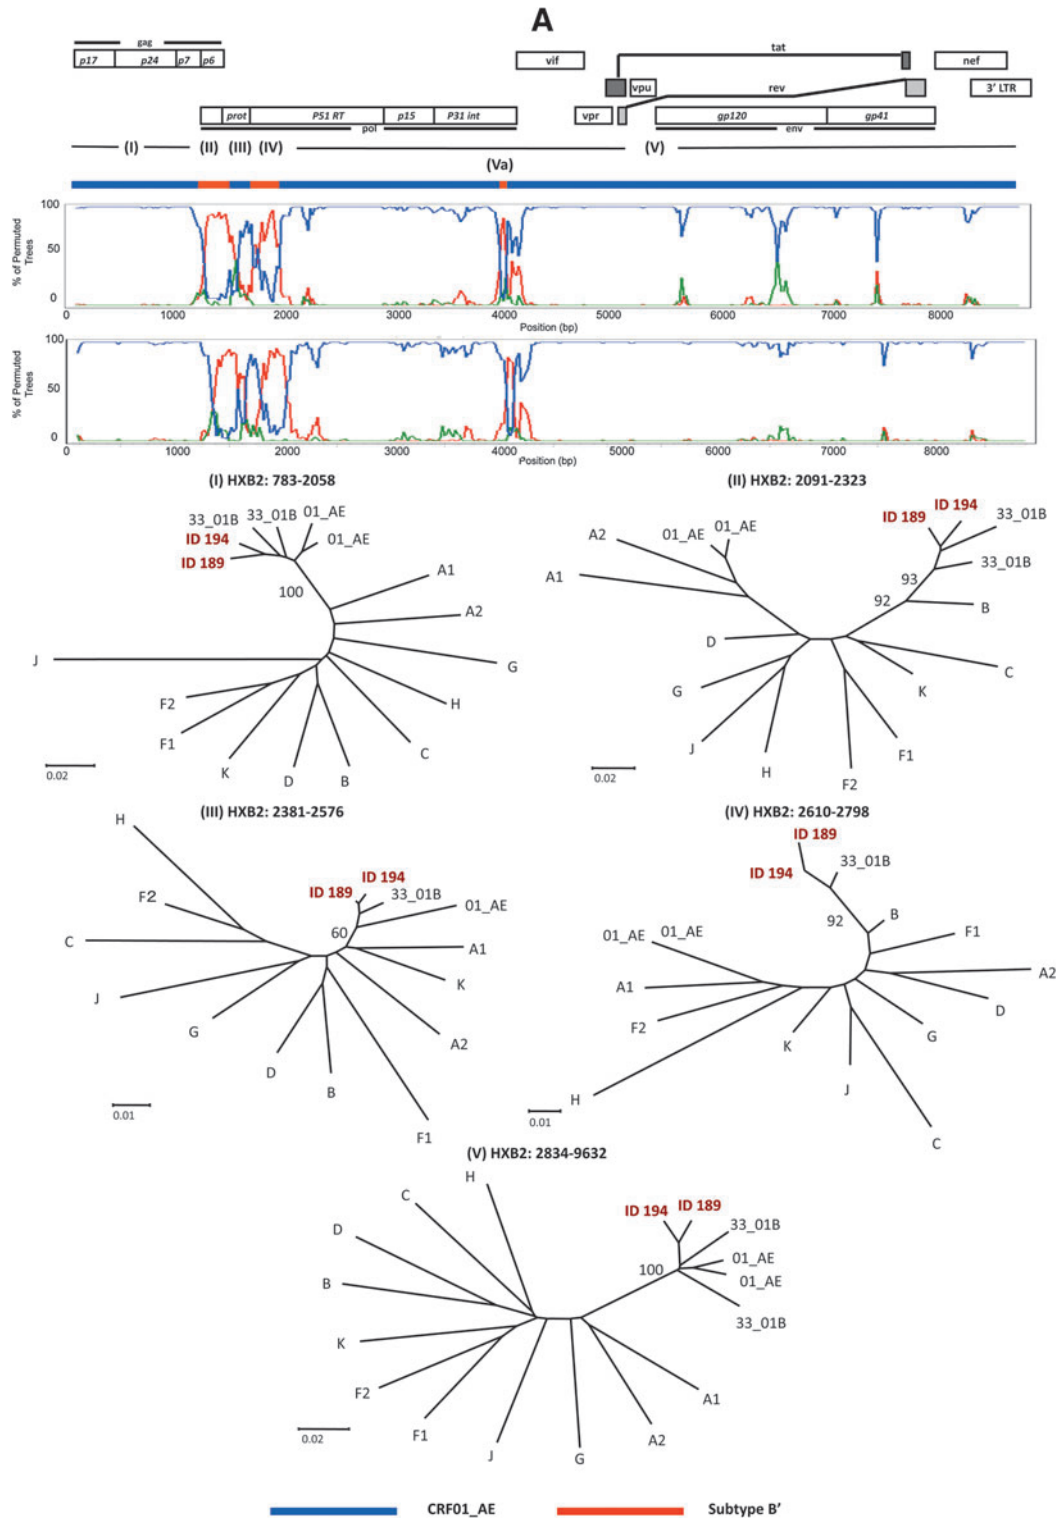 A
gag
p17 p24 p7 p6
vif
tat
nef
vpu
rev
3' LTR
prot P51 RT p15 P31 int
vpr
gp120 gp41
pol
env
(I) (II) (III) (IV) (V)
(Va)
% of Permuted Trees
100
50
0
0 1000 2000 3000 4000 5000 6000 7000 8000
Position (bp)
% of Permuted Trees
100
50
0
0 1000 2000 3000 4000 5000 6000 7000 8000
Position (bp)
(I) HXB2: 783-2058
33_01B
33_01B
01_AE
01_AE
ID 194
ID 189
100
A1
A2
G
H
C
B
D
K
F1
F2
J
0.02
(II) HXB2: 2091-2323
ID 194
ID 189
33_01B
33_01B
93
92
B
C
K
F1
F2
H
J
G
D
A1
A2
01_AE
01_AE
0.02
(III) HXB2: 2381-2576
H
F2
C
J
G
D
B
F1
A2
K
A1
01_AE
33_01B
ID 194
ID 189
60
0.01
(IV) HXB2: 2610-2798
ID 189
ID 194
33_01B
92
B
F1
A2
D
G
C
J
K
H
F2
A1
01_AE
01_AE
0.01
(V) HXB2: 2834-9632
H
C
D
B
K
F2
F1
J
G
A2
A1
ID 194
ID 189
33_01B
01_AE
01_AE
33_01B
100
0.02
CRF01_AE
Subtype B'